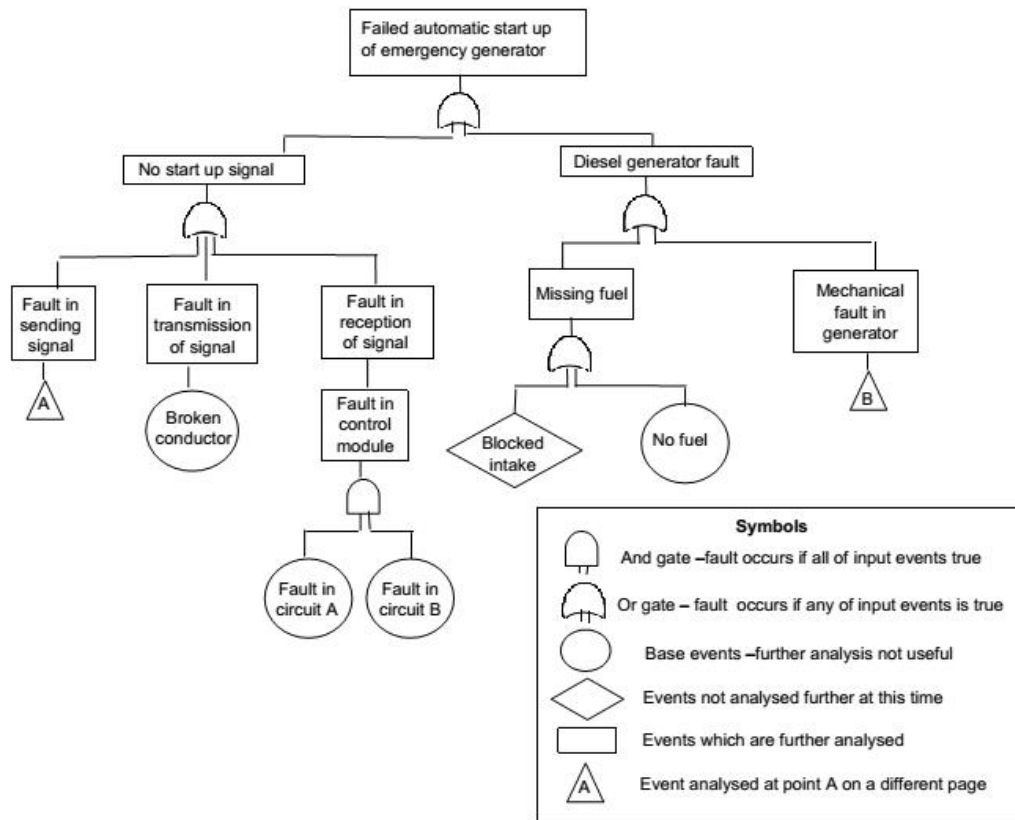 Failed automatic start up
of emergency generator
No start up signal
Diesel generator fault
Fault in
sending
signal
Fault in
transmission
of signal
Fault in
reception
of signal
Missing fuel
Mechanical
fault in
generator
A
Broken
conductor
Fault in
control
module
Blocked
intake
No fuel
B
Fault in
circuit A
Fault in
circuit B
Symbols
And gate –fault occurs if all of input events true
Or gate – fault occurs if any of input events is true
Base events –further analysis not useful
Events not analysed further at this time
Events which are further analysed
A
Event analysed at point A on a different page